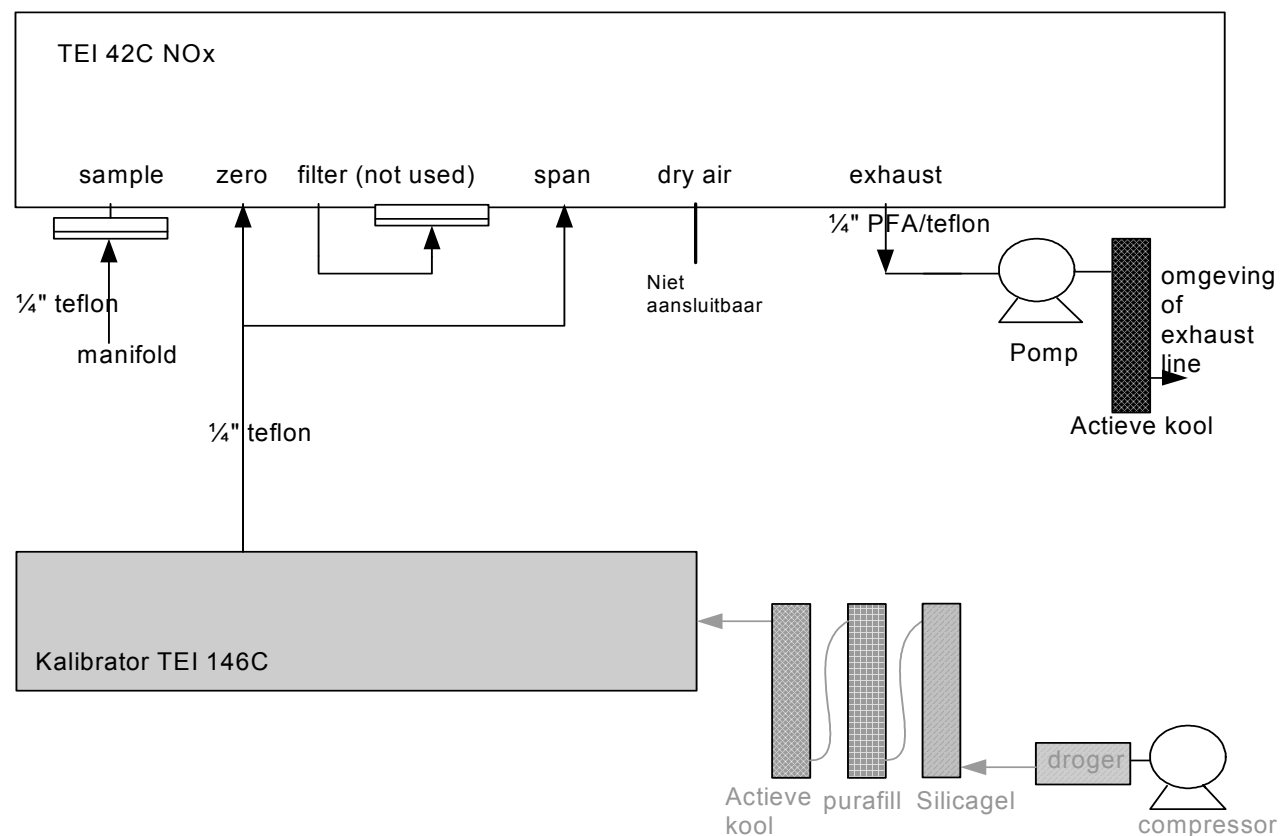 TEI 42C NOx
sample
zero
filter (not used)
span
dry air
exhaust
¼" PFA/teflon
Niet
aansluitbaar
¼" teflon
manifold
Pomp
omgeving
of
exhaust
line
Actieve kool
¼" teflon
Kalibrator TEI 146C
droger
Actieve
kool
purafill
Silicagel
compressor